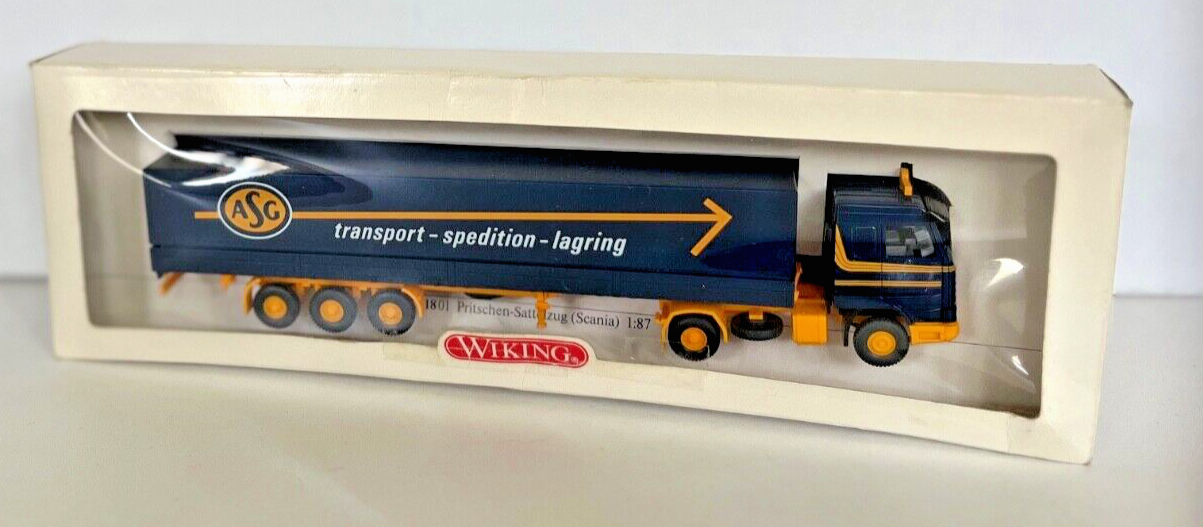 ASG
transport - spedition - lagring
1801 Pritschen-Sattelzug (Scania) 1:87
WIKING®